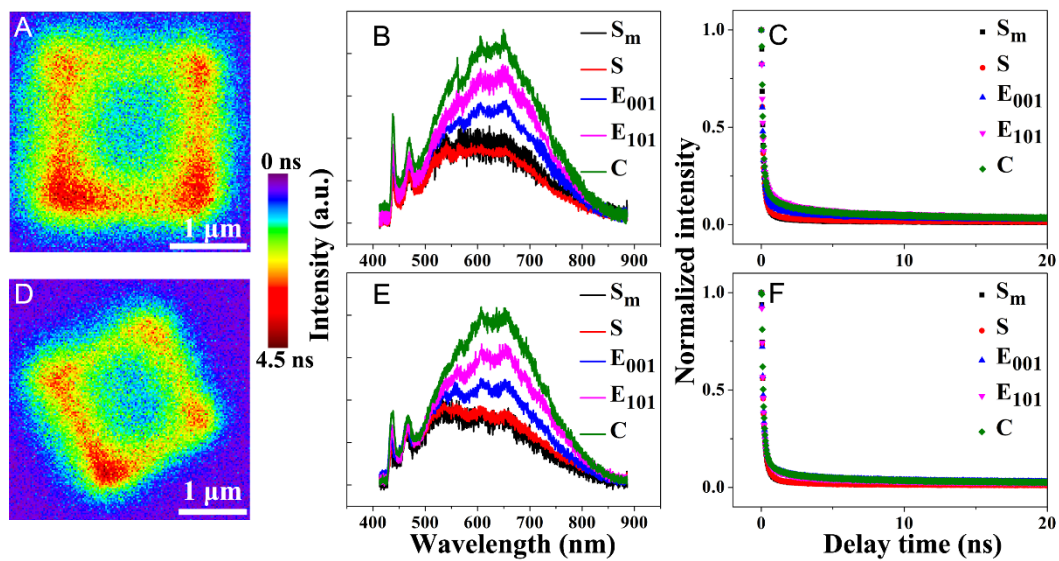 A
1 μm
0 ns
4.5 ns
D
1 μm
B
Sm
S
E001
E101
C
400 500 600 700 800 900
E
Sm
S
E001
E101
C
400 500 600 700 800 900
Wavelength (nm)
Intensity (a.u.)
C
Sm
S
E001
E101
C
1.0
0.5
0.0
0 10 20
F
Sm
S
E001
E101
C
1.0
0.5
0.0
0 10 20
Delay time (ns)
Normalized intensity